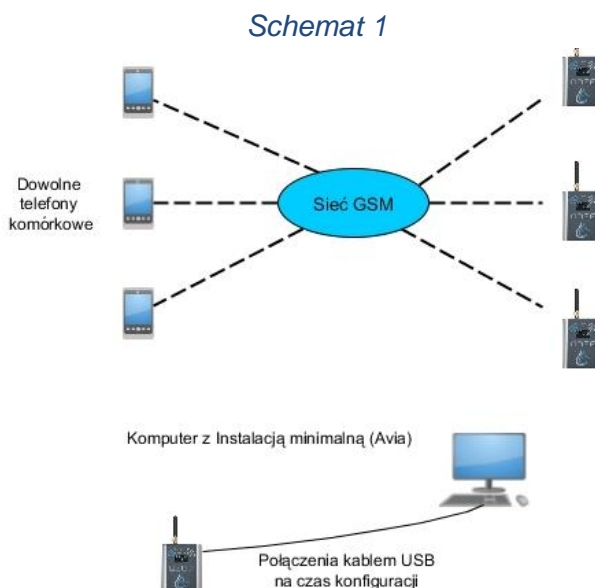 Schemat 1
Dowolne
telefony
komórkowe
Sieć GSM
Komputer z Instalacją minimalną (Avia)
Połączenia kablem USB
na czas konfiguracji